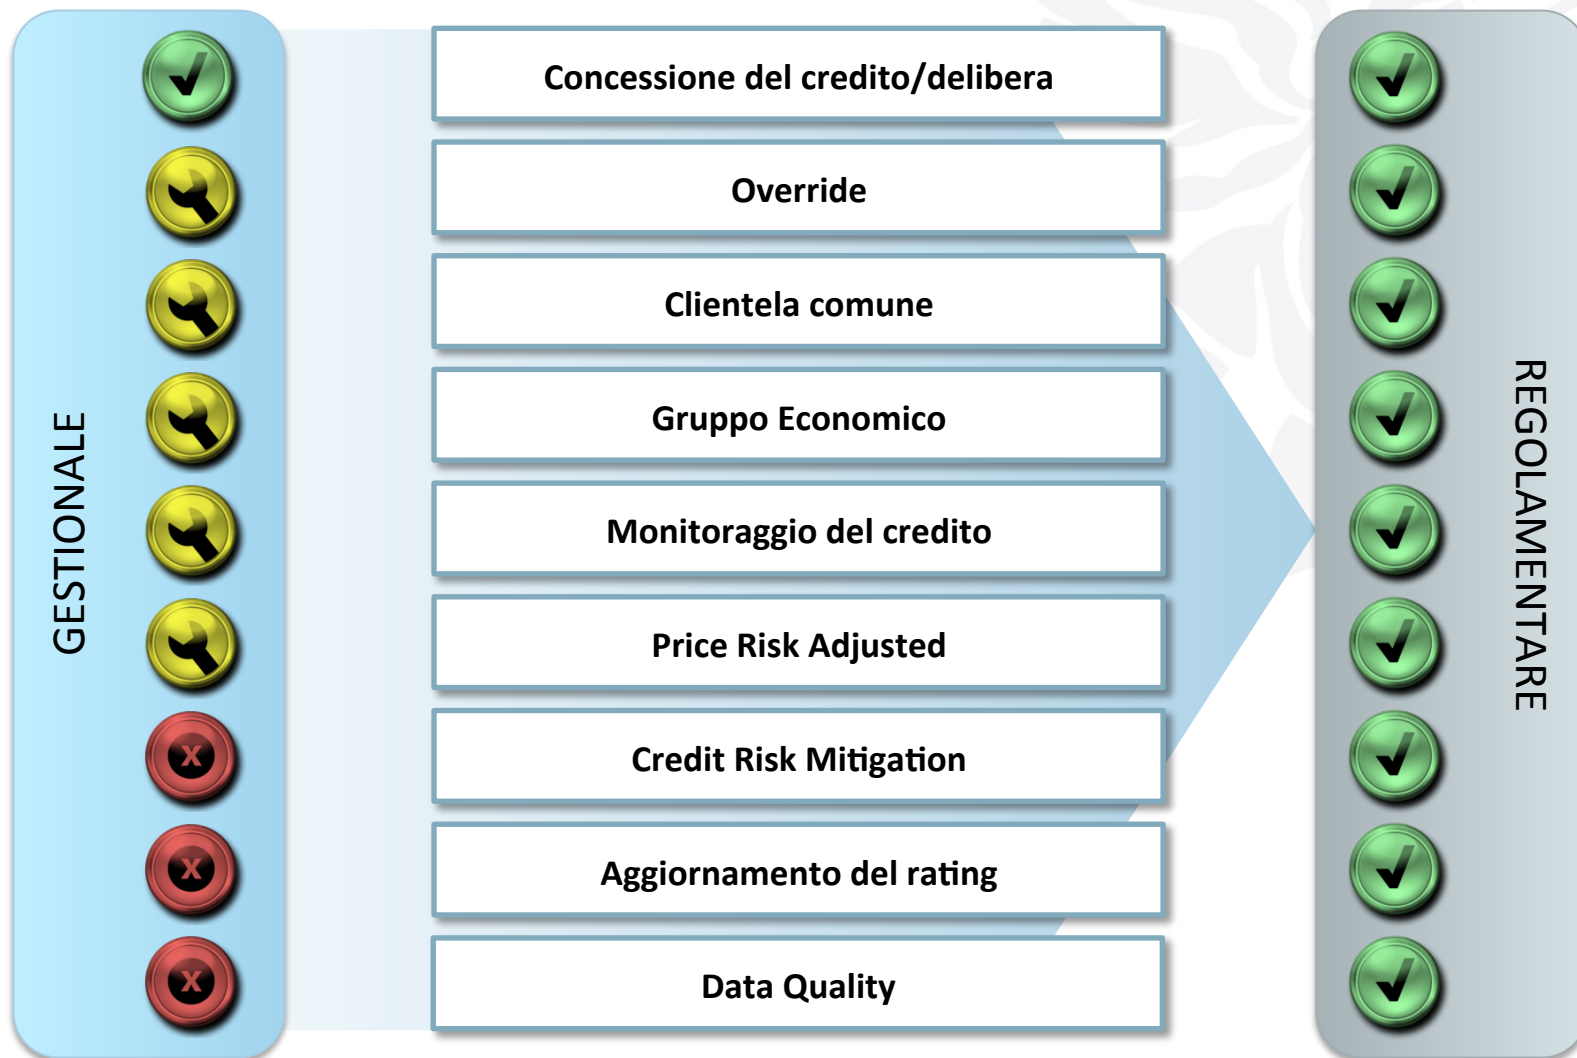 GESTIONALE
Concessione del credito/delibera
Override
Clientela comune
Gruppo Economico
Monitoraggio del credito
Price Risk Adjusted
Credit Risk Mitigation
Aggiornamento del rating
Data Quality
REGOLAMENTARE
x
x
x